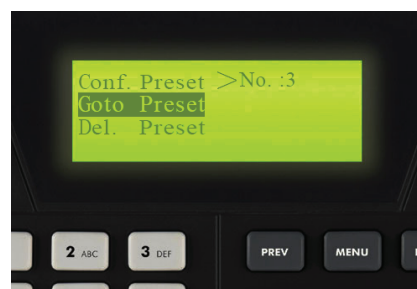 Conf. Preset >No. :3
Goto Preset
Del. Preset
2 ABC
3 DEF
PREV
MENU